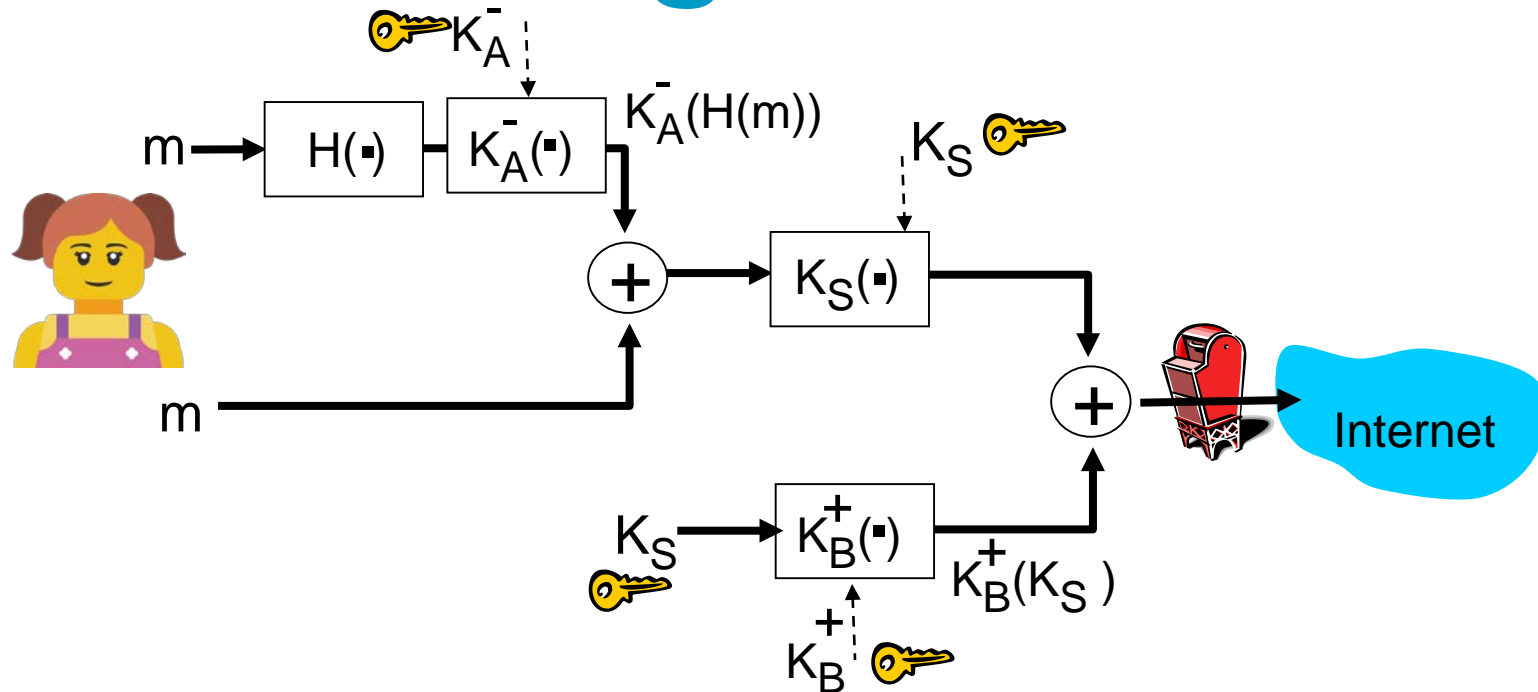 K_A^-
K_A^-(H(m))
m
H(▪)
K_A^-(▪)
K_S
+
K_S(▪)
m
+
Internet
K_S
K_B^+(▪)
K_B^+(K_S )
K_B^+